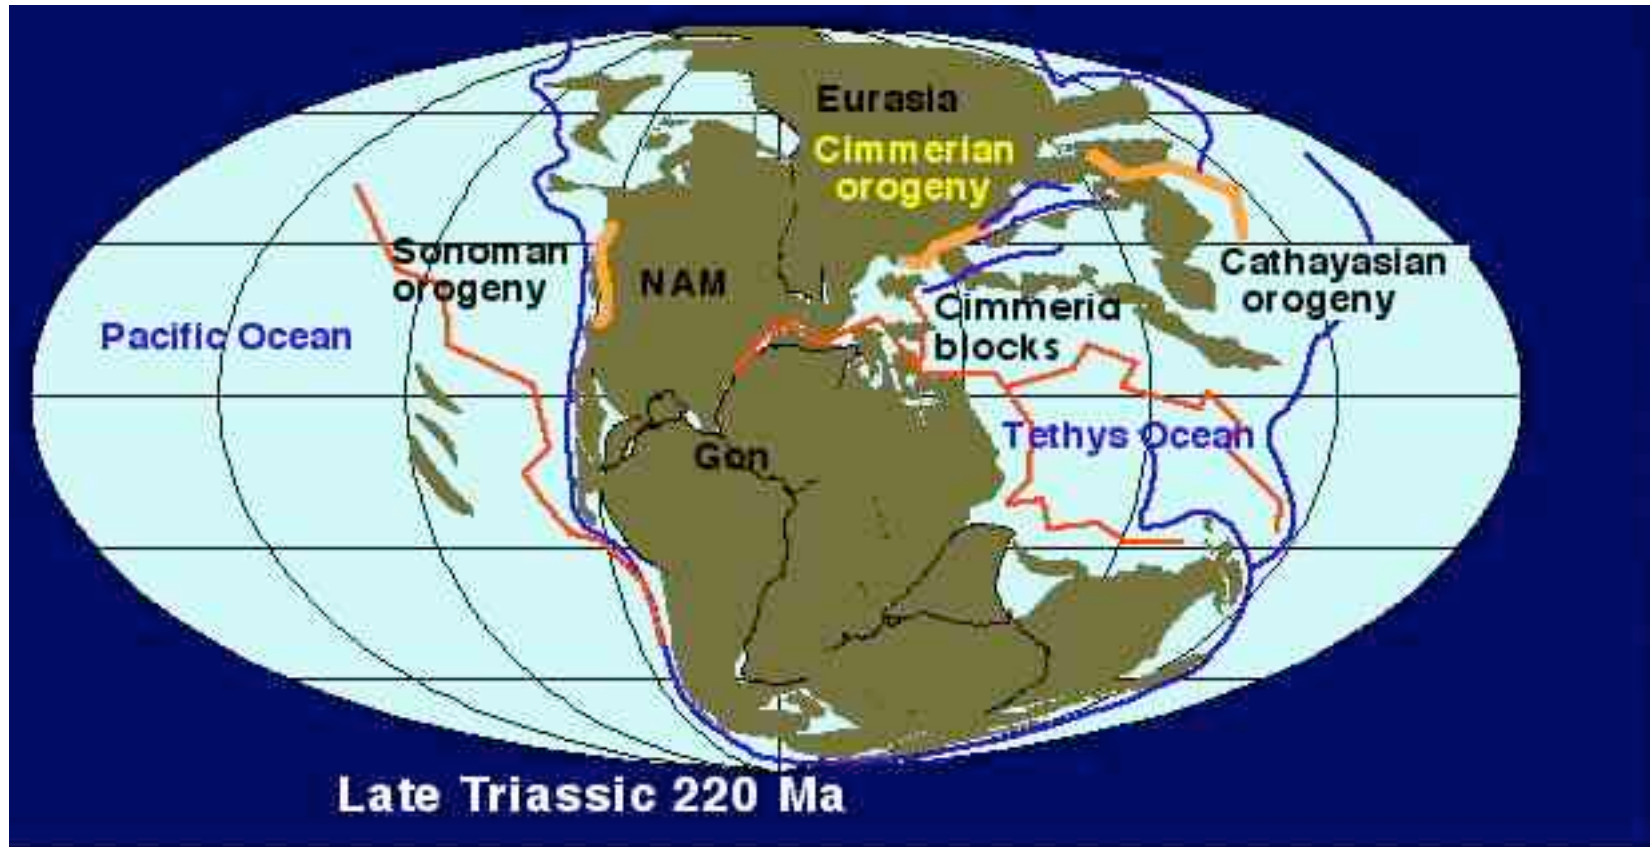 Eurasia
Cimmerian
orogeny
Sonoman
orogeny
NAM
Cathayasian
orogeny
Cimmeria
blocks
Pacific Ocean
Tethys Ocean
Gon
Late Triassic 220 Ma